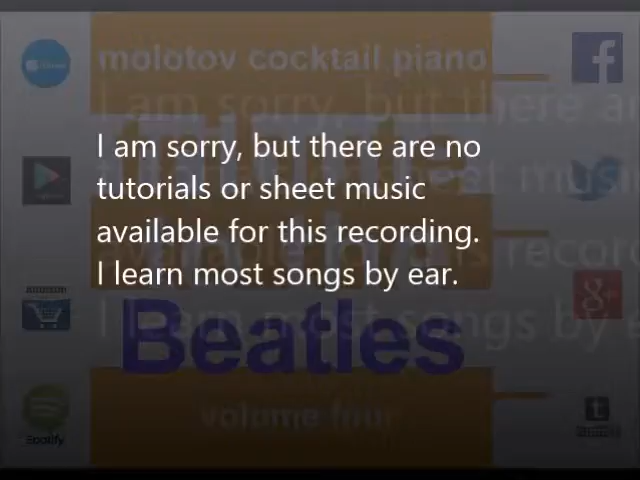 molotov cocktail piano
I am sorry, but there are no
tutorials or sheet music
available for this recording.
I learn most songs by ear.
Beatles
volume four
Spotify